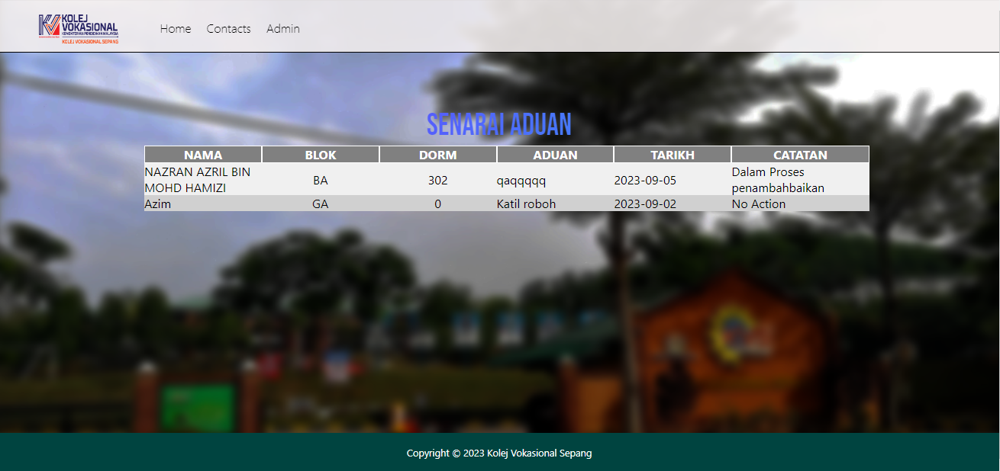 KOLEJ
VOKASIONAL
KEMENTERIAN PENDIDIKAN MALAYSIA
KOLEJ VOKASIONAL SEPANG
Home Contacts Admin
SENARAI ADUAN
NAMA BLOK DORM ADUAN TARIKH CATATAN
NAZRAN AZRIL BIN MOHD HAMIZI BA 302 qaqqqqq 2023-09-05 Dalam Proses penambahbaikan
Azim GA 0 Katil roboh 2023-09-02 No Action
Copyright © 2023 Kolej Vokasional Sepang